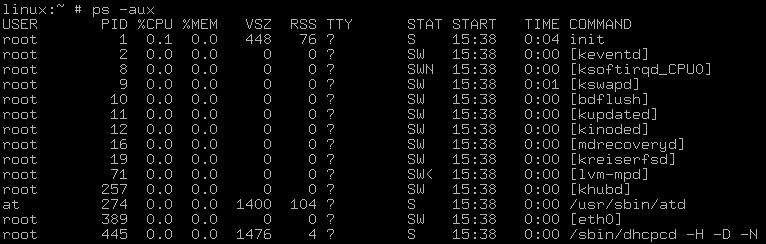 linux:~ # ps -aux
USER PID %CPU %MEM VSZ RSS TTY STAT START TIME COMMAND
root 1 0.1 0.0 448 76 ? S 15:38 0:04 init
root 2 0.0 0.0 0 0 ? SW 15:38 0:00 [keventd]
root 8 0.0 0.0 0 0 ? SWN 15:38 0:00 [ksoftirqd_CPU0]
root 9 0.0 0.0 0 0 ? SW 15:38 0:01 [kswapd]
root 10 0.0 0.0 0 0 ? SW 15:38 0:00 [bdflush]
root 11 0.0 0.0 0 0 ? SW 15:38 0:00 [kupdated]
root 12 0.0 0.0 0 0 ? SW 15:38 0:00 [kinoded]
root 16 0.0 0.0 0 0 ? SW 15:38 0:00 [mdrecoveryd]
root 19 0.0 0.0 0 0 ? SW 15:38 0:00 [kreiserfsd]
root 71 0.0 0.0 0 0 ? SW< 15:38 0:00 [lvm-mpd]
root 257 0.0 0.0 0 0 ? SW 15:38 0:00 [khubd]
at 274 0.0 0.0 1400 104 ? S 15:38 0:00 /usr/sbin/atd
root 389 0.0 0.0 0 0 ? SW 15:38 0:00 [eth0]
root 445 0.0 0.0 1476 4 ? S 15:38 0:00 /sbin/dhcpcd -H -D -N